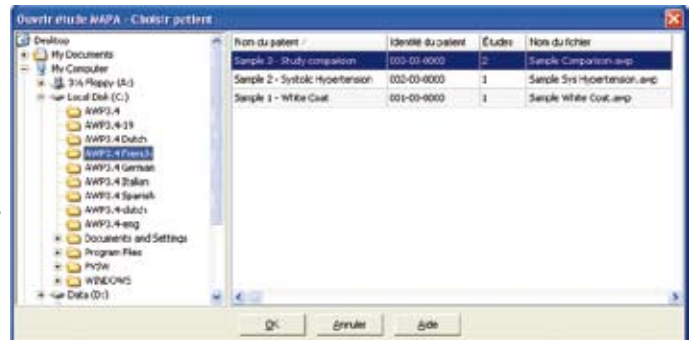 Ouvrir étude MAPA - Choisir patient
Desktop
My Documents
My Computer
3½ Floppy (A:)
Local Disk (C:)
AWP3.4
AWP3.4-19
AWP3.4 Dutch
AWP3.4 French
AWP3.4 German
AWP3.4 Italian
AWP3.4 Spanish
AWP3.4-dutch
AWP3.4-eng
Documents and Settings
Program Files
PVSW
WINDOWS
Data (D:)
Nom du patient / Identité du patient Études Nom du fichier
Sample 3 - Study comparison 003-03-0000 2 Sample Comparison.awp
Sample 2 - Systolic Hypertension 002-03-0000 1 Sample Sys Hypertension.awp
Sample 1 - White Coat 001-03-0000 1 Sample White Coat.awp
OK Annuler Aide